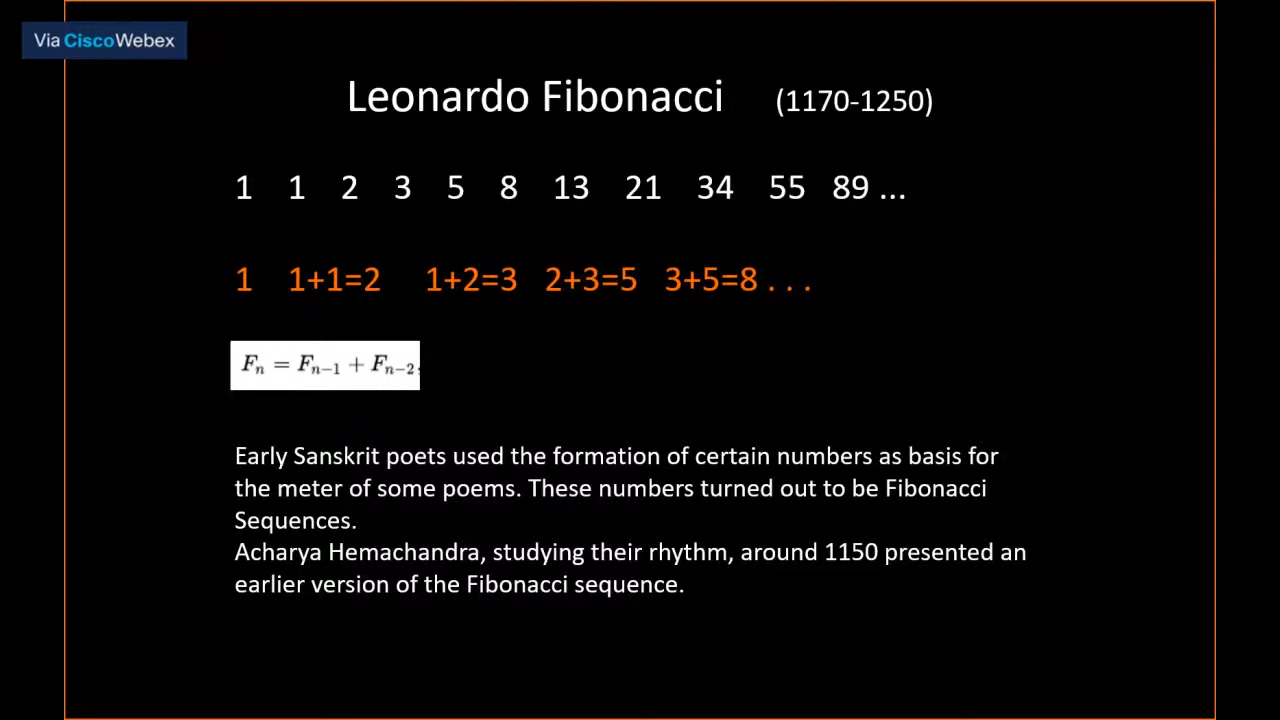 Via CiscoWebex
Leonardo Fibonacci (1170-1250)
1 1 2 3 5 8 13 21 34 55 89 ...
1 1+1=2 1+2=3 2+3=5 3+5=8 . . .
Fₙ = Fₙ₋₁ + Fₙ₋₂,
Early Sanskrit poets used the formation of certain numbers as basis for
the meter of some poems. These numbers turned out to be Fibonacci
Sequences.
Acharya Hemachandra, studying their rhythm, around 1150 presented an
earlier version of the Fibonacci sequence.